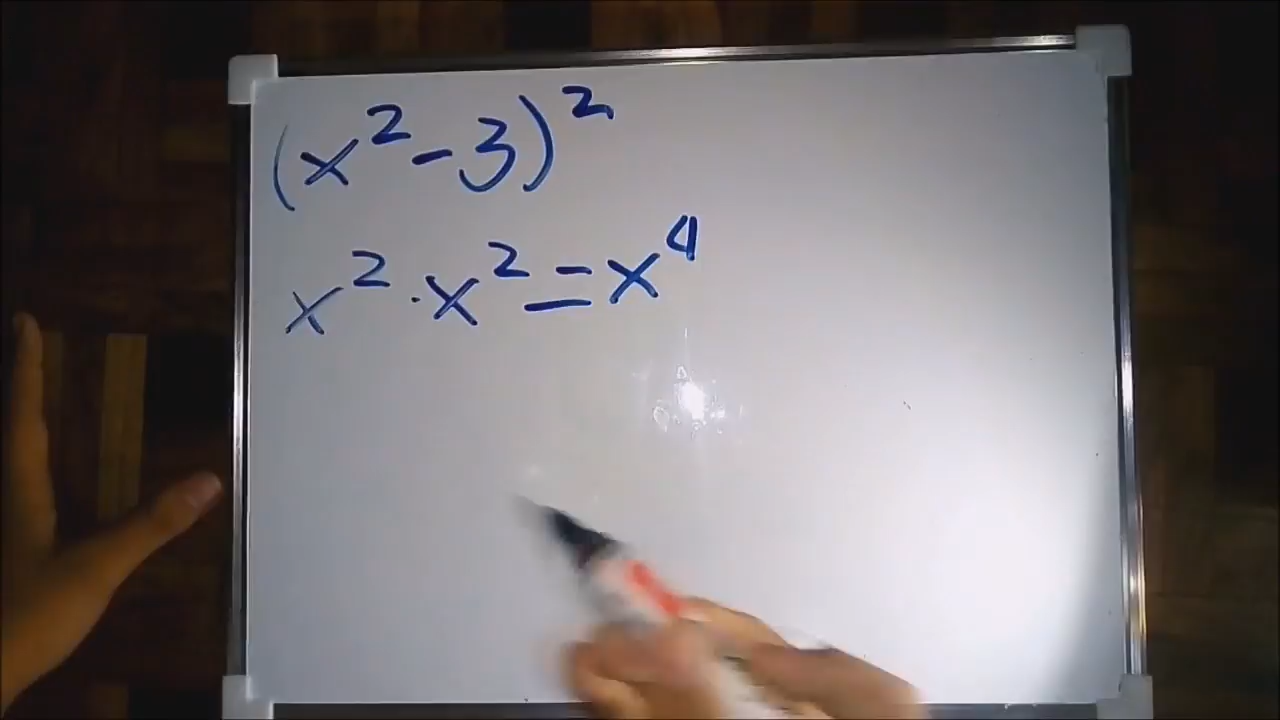 (x² - 3)²
x² · x² = x⁴